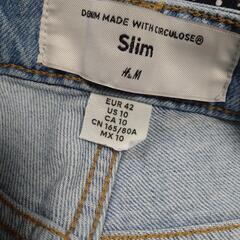 DENIM MADE WITH CIRCULOSE®
Slim
H&M
EUR 42
US 10
CA 10
CN 165/80A
MX 10